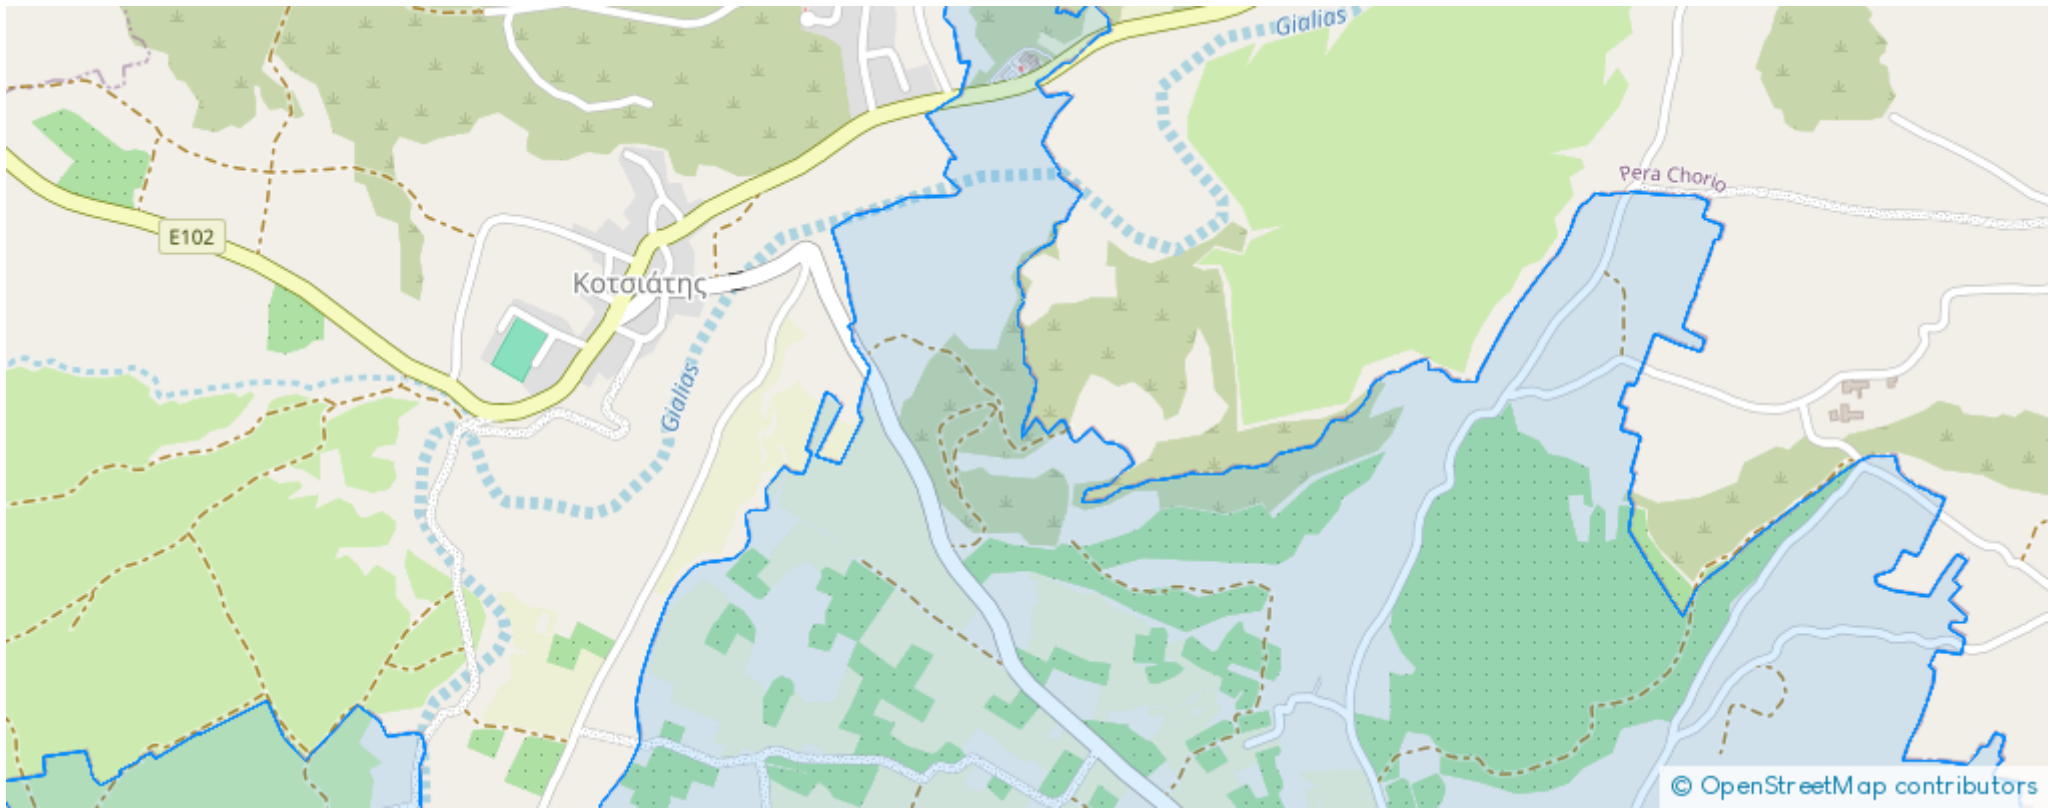 Gialias
Pera Chorio
E102
Κοτσιάτης
Gialias
© OpenStreetMap contributors